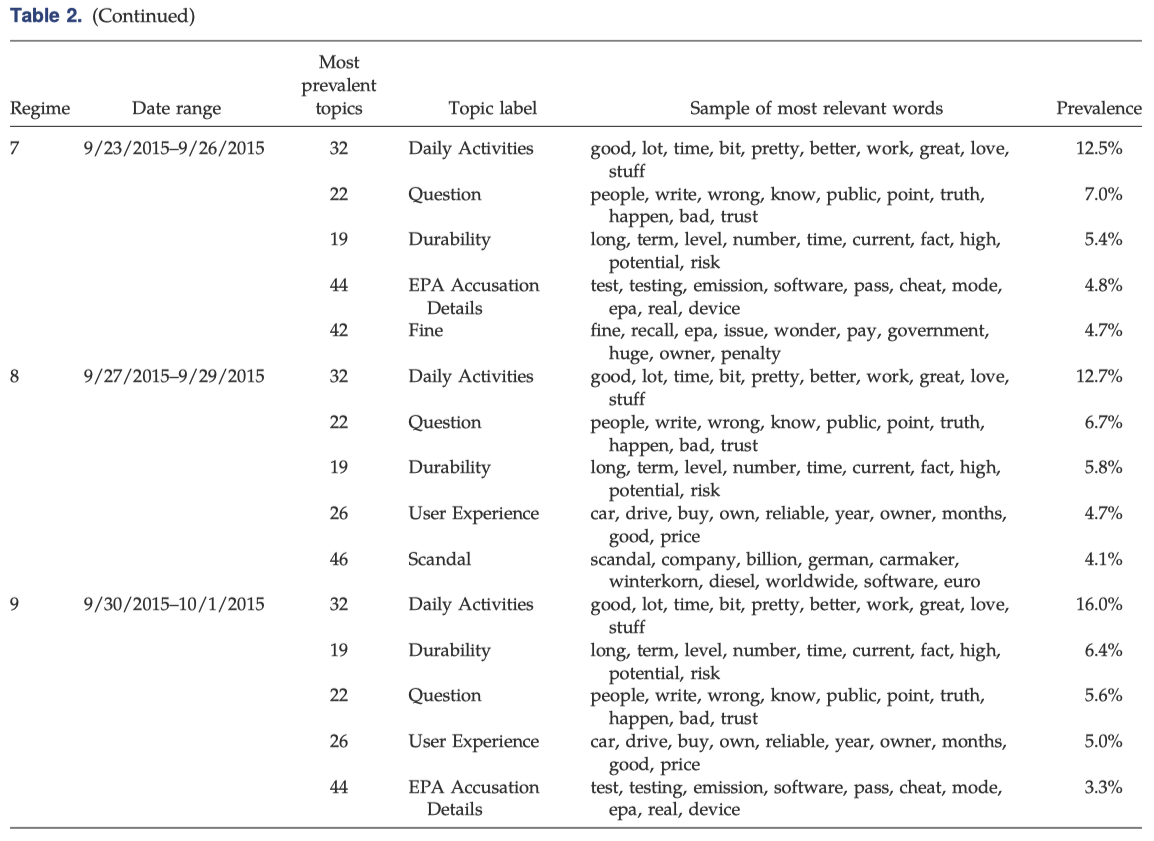 Table 2. (Continued)
Most
prevalent
Regime Date range topics Topic label Sample of most relevant words Prevalence
7 9/23/2015–9/26/2015 32 Daily Activities good, lot, time, bit, pretty, better, work, great, love, 12.5%
stuff
22 Question people, write, wrong, know, public, point, truth, 7.0%
happen, bad, trust
19 Durability long, term, level, number, time, current, fact, high, 5.4%
potential, risk
44 EPA Accusation test, testing, emission, software, pass, cheat, mode, 4.8%
Details epa, real, device
42 Fine fine, recall, epa, issue, wonder, pay, government, 4.7%
huge, owner, penalty
8 9/27/2015–9/29/2015 32 Daily Activities good, lot, time, bit, pretty, better, work, great, love, 12.7%
stuff
22 Question people, write, wrong, know, public, point, truth, 6.7%
happen, bad, trust
19 Durability long, term, level, number, time, current, fact, high, 5.8%
potential, risk
26 User Experience car, drive, buy, own, reliable, year, owner, months, 4.7%
good, price
46 Scandal scandal, company, billion, german, carmaker, 4.1%
winterkorn, diesel, worldwide, software, euro
9 9/30/2015–10/1/2015 32 Daily Activities good, lot, time, bit, pretty, better, work, great, love, 16.0%
stuff
19 Durability long, term, level, number, time, current, fact, high, 6.4%
potential, risk
22 Question people, write, wrong, know, public, point, truth, 5.6%
happen, bad, trust
26 User Experience car, drive, buy, own, reliable, year, owner, months, 5.0%
good, price
44 EPA Accusation test, testing, emission, software, pass, cheat, mode, 3.3%
Details epa, real, device